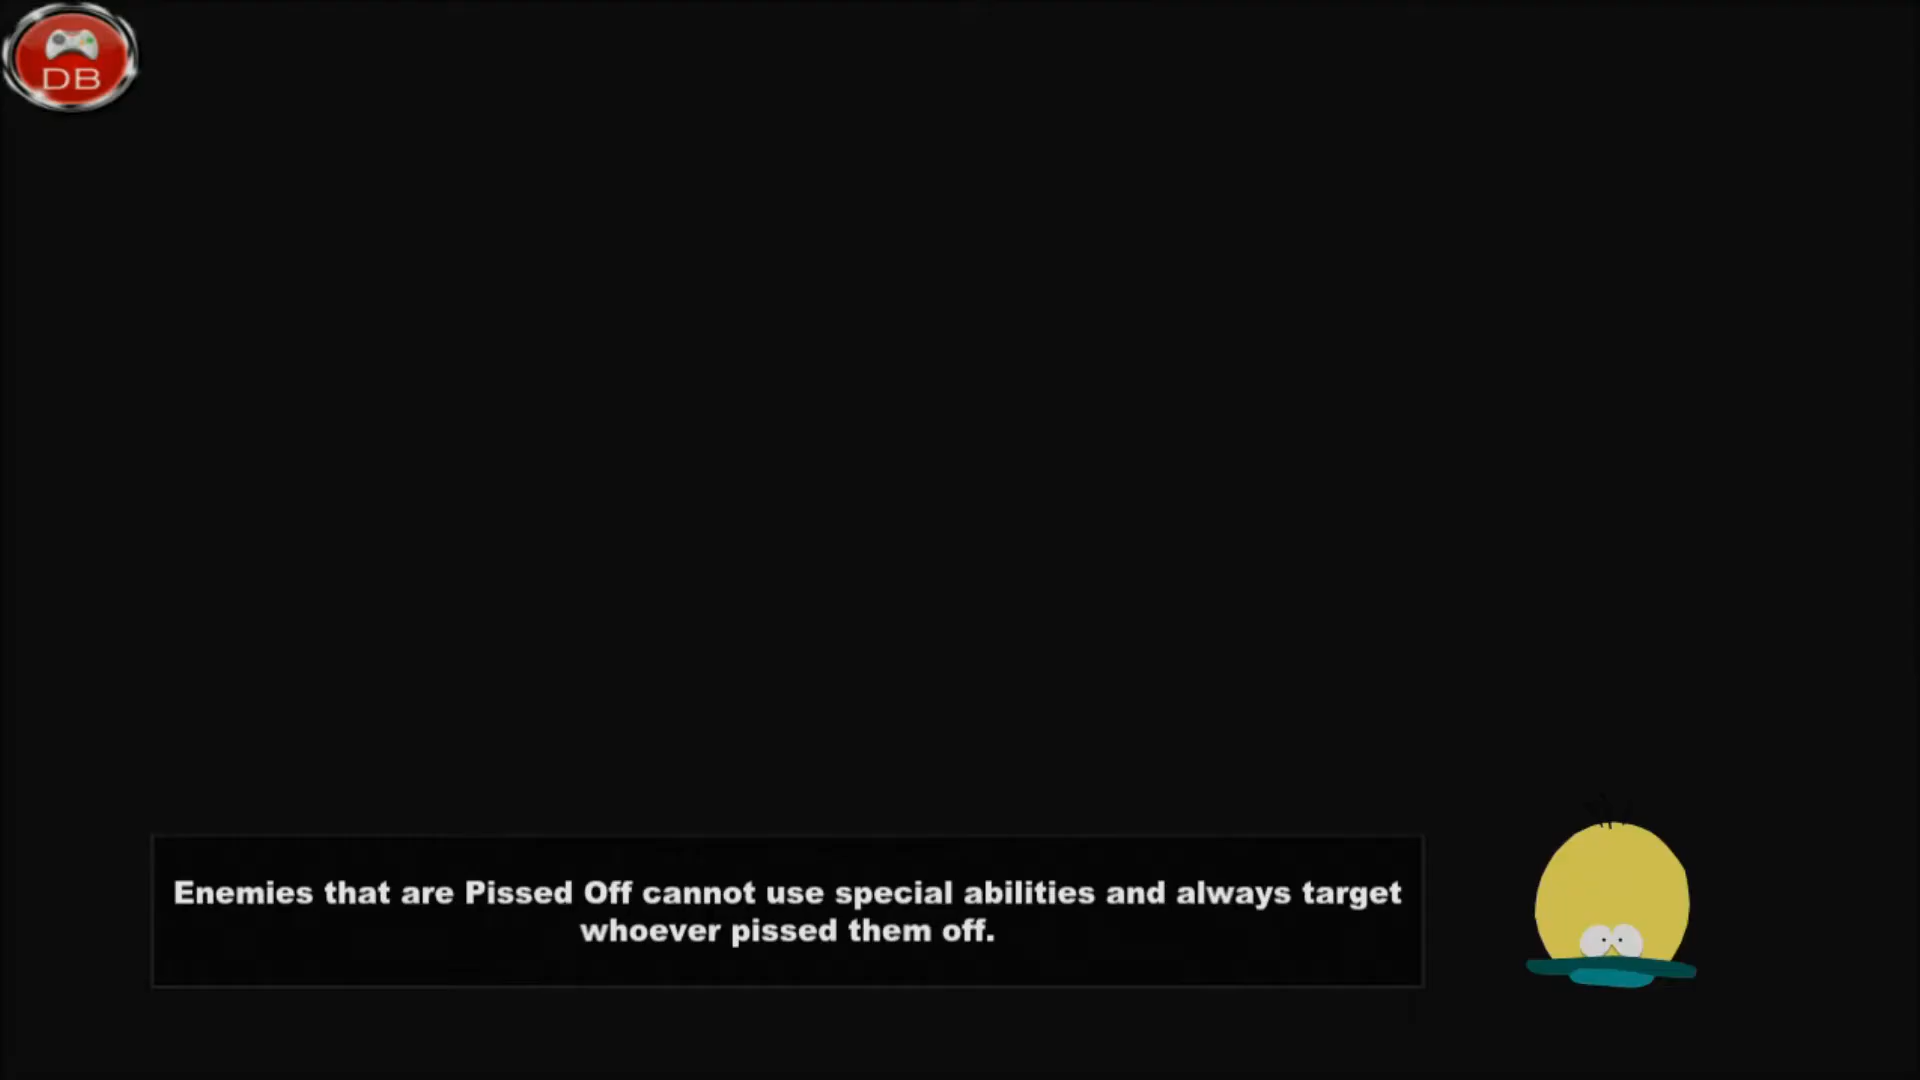 DB
Enemies that are Pissed Off cannot use special abilities and always target
whoever pissed them off.